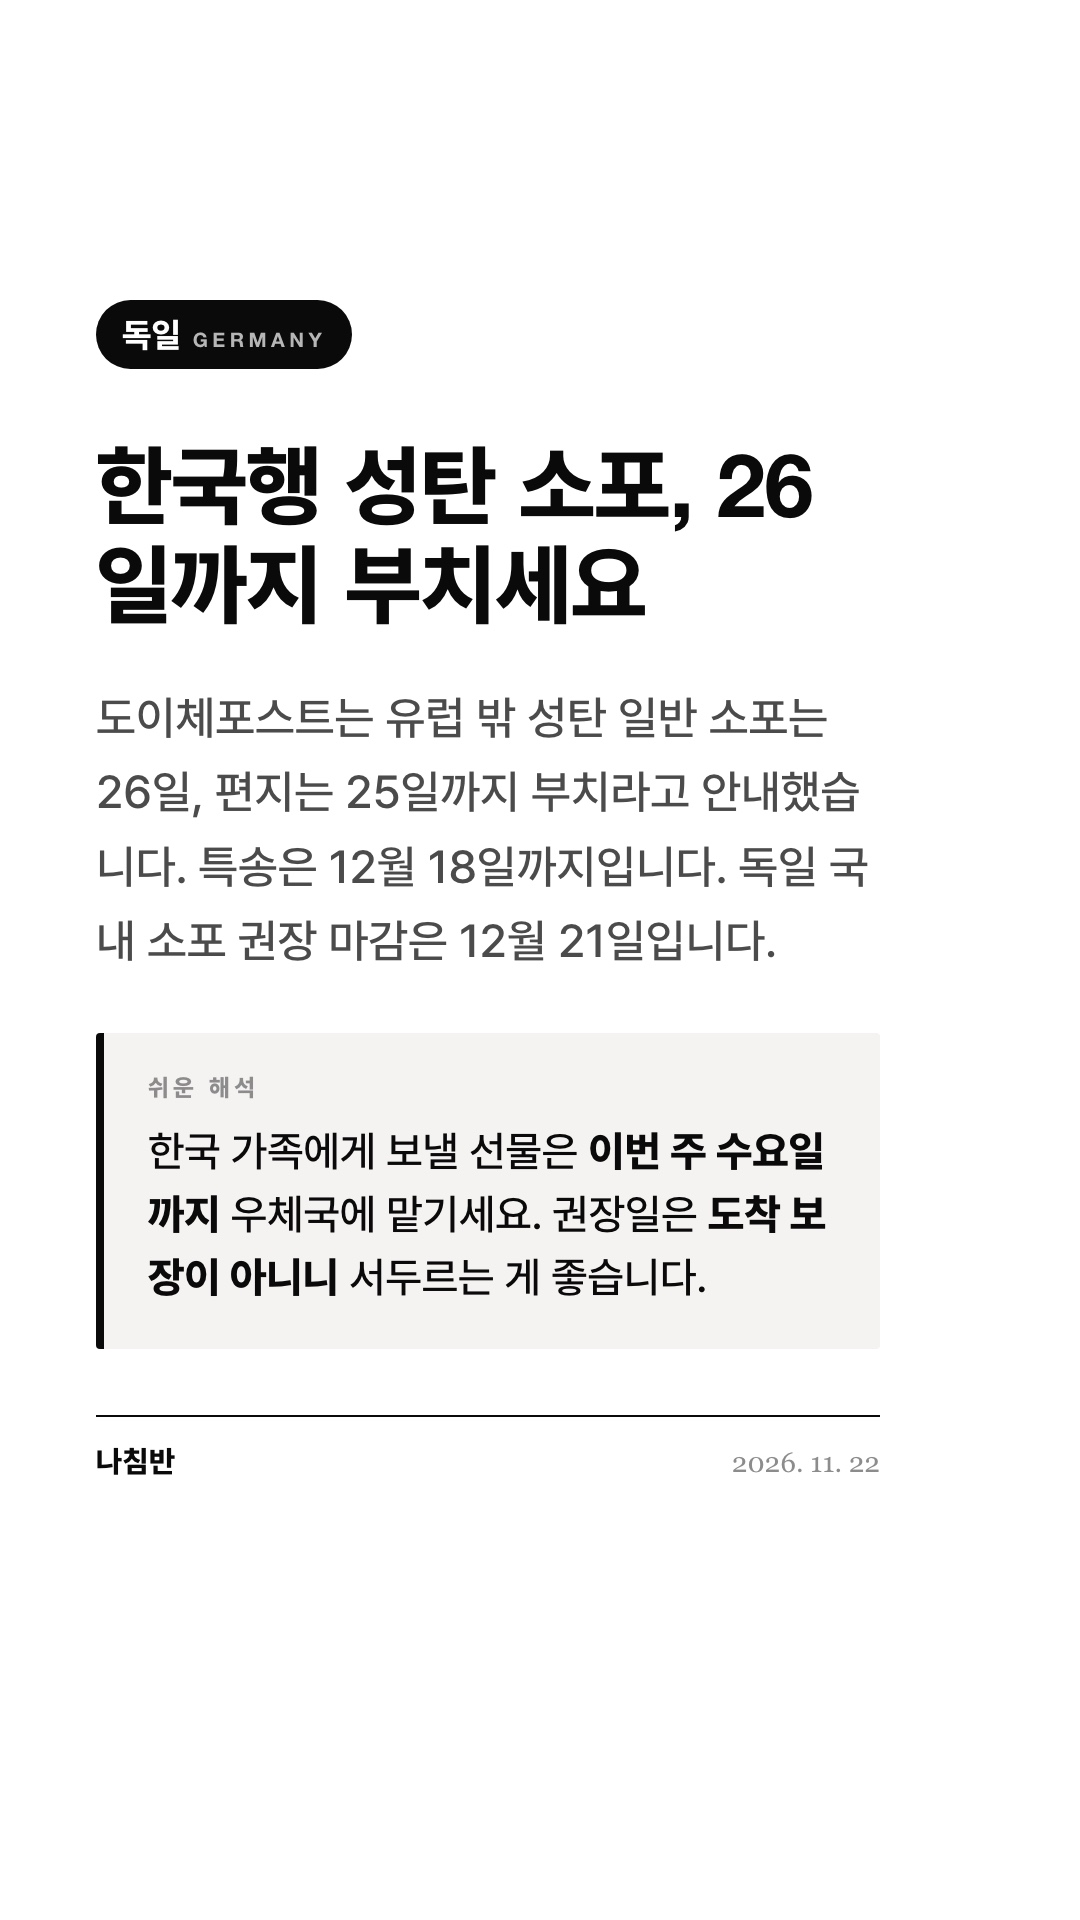 독일 GERMANY
한국행 성탄 소포, 26
일까지 부치세요
도이체포스트는 유럽 밖 성탄 일반 소포는
26일, 편지는 25일까지 부치라고 안내했습
니다. 특송은 12월 18일까지입니다. 독일 국
내 소포 권장 마감은 12월 21일입니다.
쉬운 해석
한국 가족에게 보낼 선물은 이번 주 수요일
까지 우체국에 맡기세요. 권장일은 도착 보
장이 아니니 서두르는 게 좋습니다.
나침반
2026. 11. 22